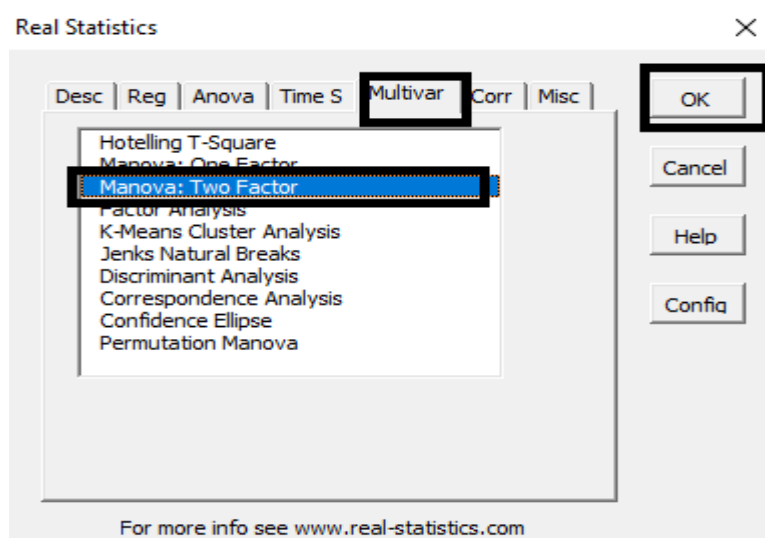 Real Statistics
Desc Reg Anova Time S Multivar Corr Misc
OK
Hotelling T-Square
Manova: One Factor
Manova: Two Factor
Factor Analysis
K-Means Cluster Analysis
Jenks Natural Breaks
Discriminant Analysis
Correspondence Analysis
Confidence Ellipse
Permutation Manova
Cancel
Help
Config
For more info see www.real-statistics.com